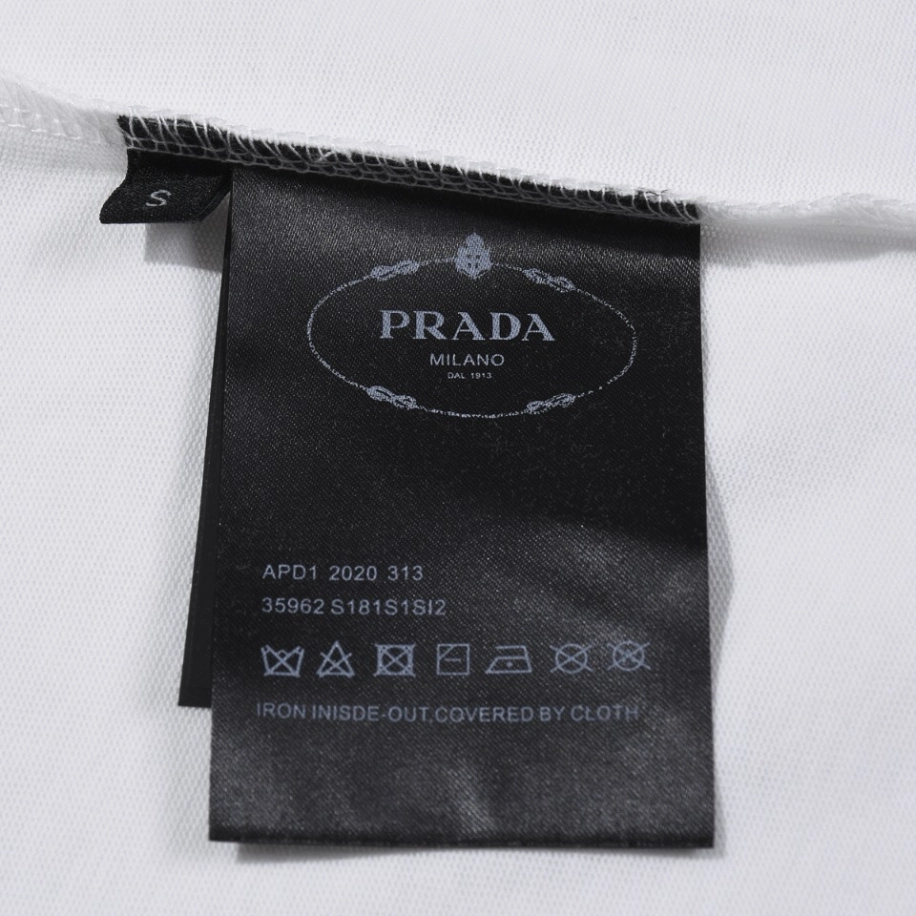 S
PRADA
MILANO
DAL 1913
APD1 2020 313
35962 S181S1SI2
IRON INISDE-OUT,COVERED BY CLOTH